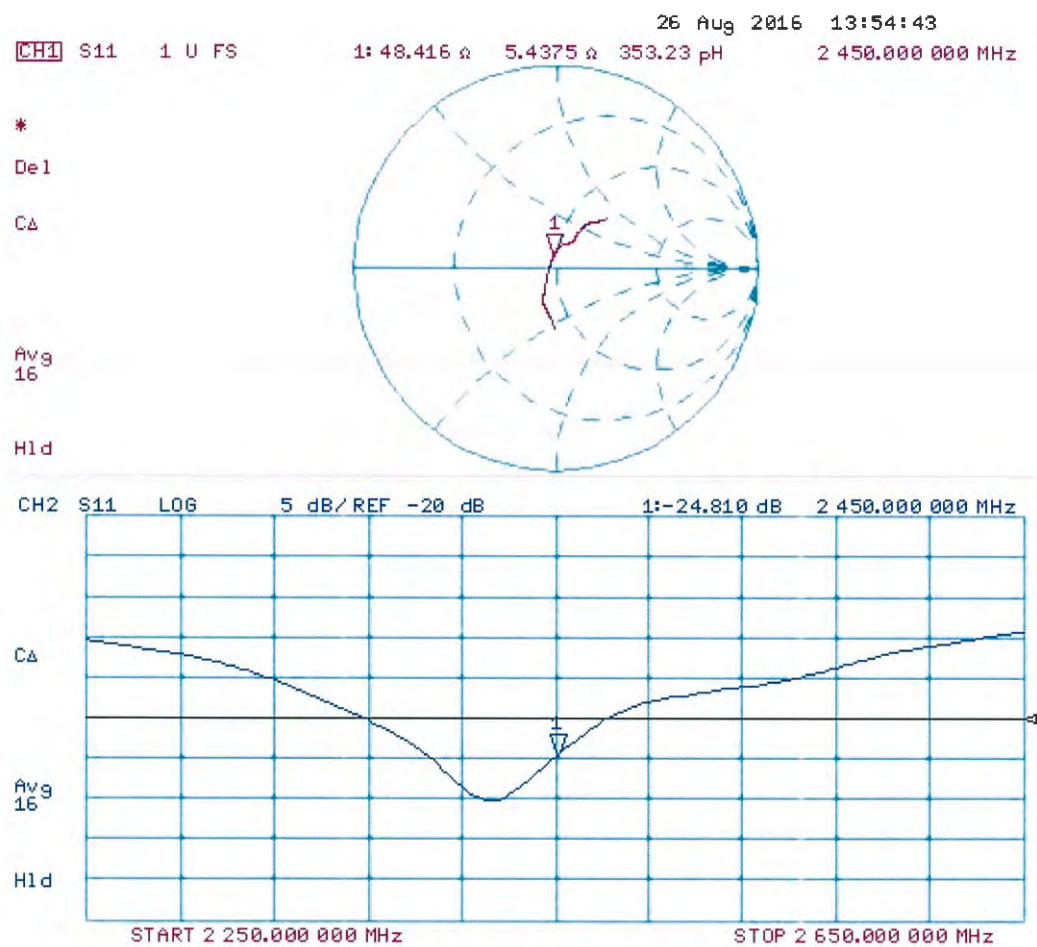 26 Aug 2016 13:54:43
CH1 S11 1 U FS 1: 48.416 Ω 5.4375 Ω 353.23 pH 2 450.000 000 MHz
*
Del
CΔ
1
Avg
16
Hld
CH2 S11 LOG 5 dB/ REF -20 dB 1:-24.810 dB 2 450.000 000 MHz
CΔ
1
Avg
16
Hld
START 2 250.000 000 MHz STOP 2 650.000 000 MHz